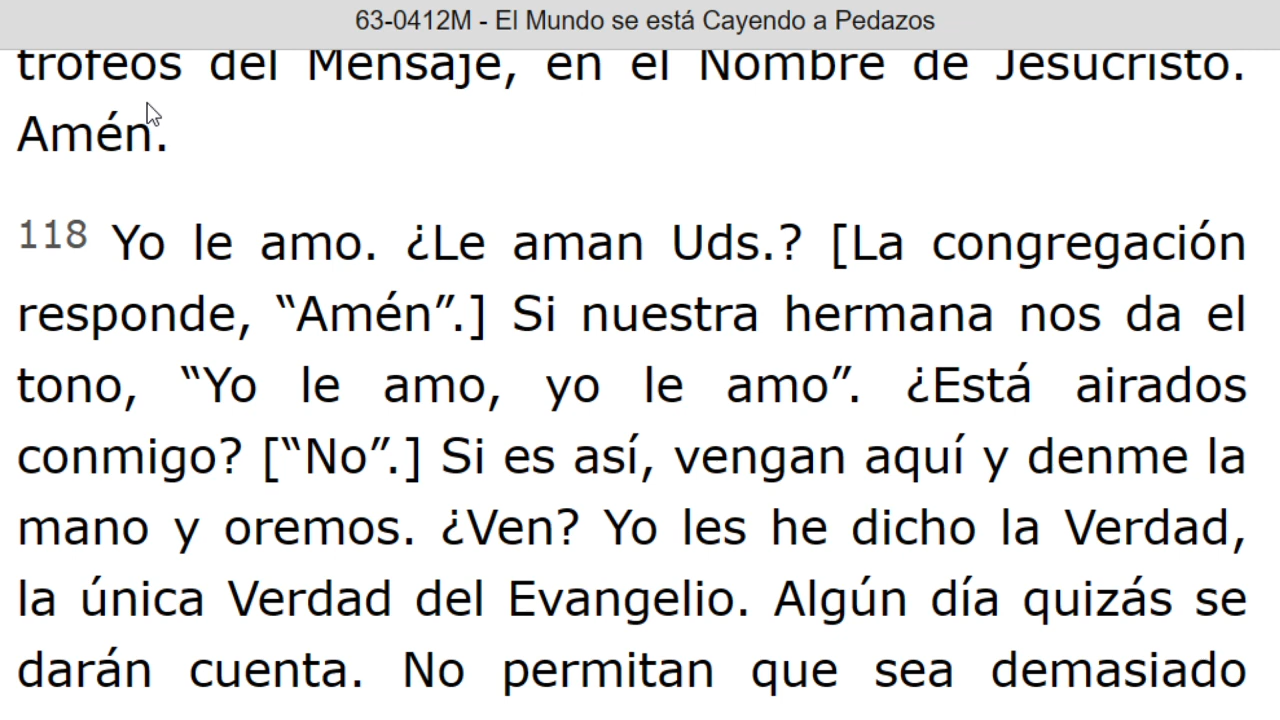 63-0412M - El Mundo se está Cayendo a Pedazos
trofeos del Mensaje, en el Nombre de Jesucristo.
Amén.
118 Yo le amo. ¿Le aman Uds.? [La congregación
responde, “Amén”.] Si nuestra hermana nos da el
tono, “Yo le amo, yo le amo”. ¿Está airados
conmigo? [“No”.] Si es así, vengan aquí y denme la
mano y oremos. ¿Ven? Yo les he dicho la Verdad,
la única Verdad del Evangelio. Algún día quizás se
darán cuenta. No permitan que sea demasiado